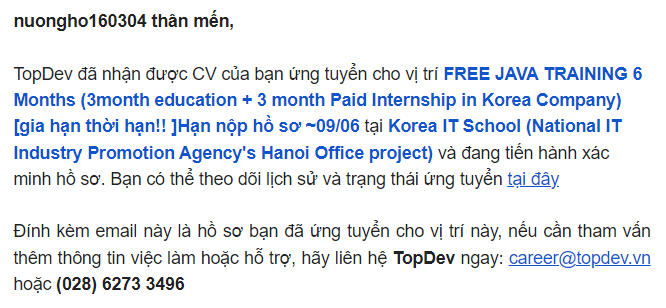 nuongho160304 thân mến,
TopDev đã nhận được CV của bạn ứng tuyển cho vị trí FREE JAVA TRAINING 6
Months (3month education + 3 month Paid Internship in Korea Company)
[gia hạn thời hạn!! ]Hạn nộp hồ sơ ~09/06 tại Korea IT School (National IT
Industry Promotion Agency's Hanoi Office project) và đang tiến hành xác
minh hồ sơ. Bạn có thể theo dõi lịch sử và trạng thái ứng tuyển tại đây
Đính kèm email này là hồ sơ bạn đã ứng tuyển cho vị trí này, nếu cần tham vấn
thêm thông tin việc làm hoặc hỗ trợ, hãy liên hệ TopDev ngay: career@topdev.vn
hoặc (028) 6273 3496